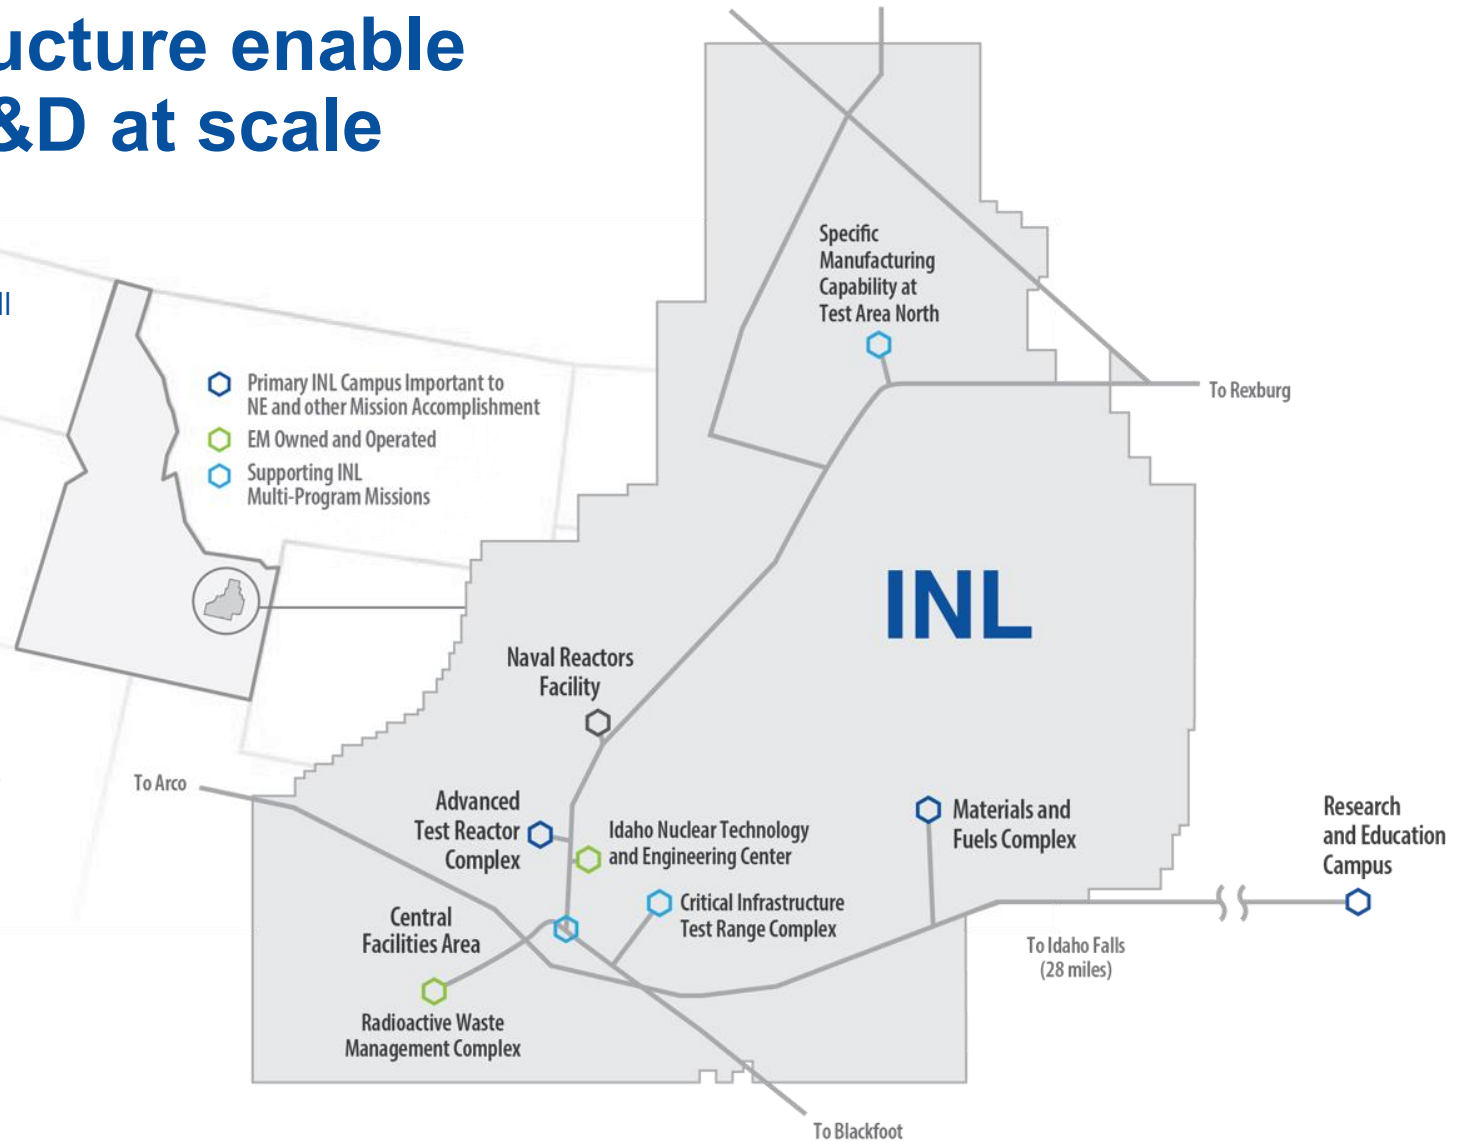 ucture enable
&D at scale
ll
Primary INL Campus Important to
NE and other Mission Accomplishment
EM Owned and Operated
Supporting INL
Multi-Program Missions
Specific
Manufacturing
Capability at
Test Area North
To Rexburg
INL
Naval Reactors
Facility
To Arco
Advanced
Test Reactor
Complex
Idaho Nuclear Technology
and Engineering Center
Materials and
Fuels Complex
Research
and Education
Campus
Critical Infrastructure
Test Range Complex
Central
Facilities Area
To Idaho Falls
(28 miles)
Radioactive Waste
Management Complex
To Blackfoot